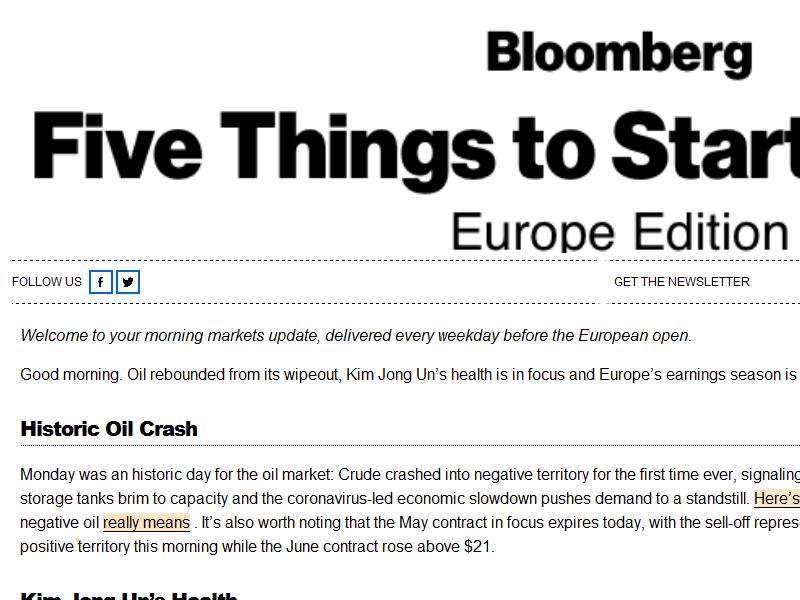 Bloomberg
Five Things to Start
Europe Edition
FOLLOW US
GET THE NEWSLETTER
Welcome to your morning markets update, delivered every weekday before the European open.
Good morning. Oil rebounded from its wipeout, Kim Jong Un’s health is in focus and Europe’s earnings season is
Historic Oil Crash
Monday was an historic day for the oil market: Crude crashed into negative territory for the first time ever, signaling
storage tanks brim to capacity and the coronavirus-led economic slowdown pushes demand to a standstill. Here’s
negative oil really means . It’s also worth noting that the May contract in focus expires today, with the sell-off repres
positive territory this morning while the June contract rose above $21.
Kim Jong Un’s Health